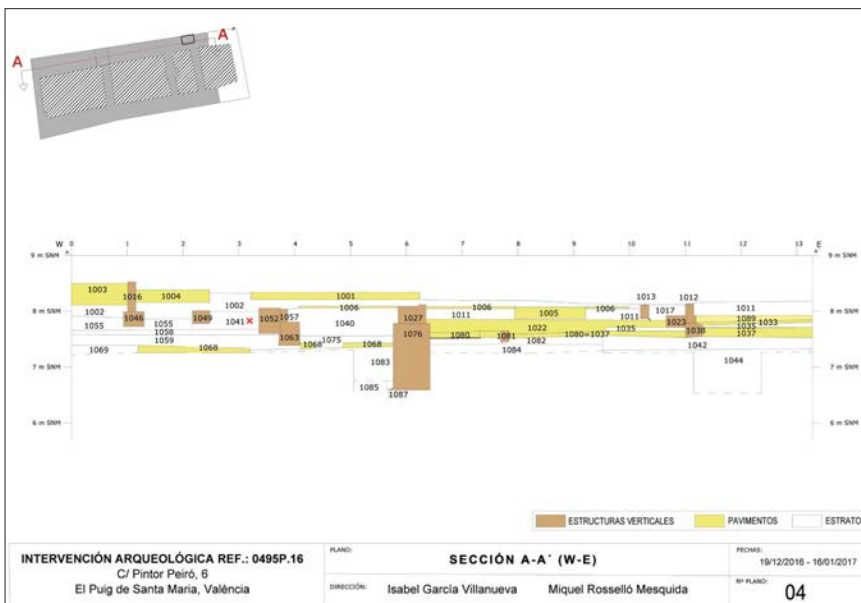 A A
W 0 1 2 3 4 5 6 7 8 9 10 11 12 13 E
9 m SNM 9 m SNM
1003 1016 1004 1001 1013 1012
1002 1002 1006 1006 1005 1006 1017 1011
8 m SNM 8 m SNM
1046 1049 1041 1052 1057 1040 1027 1011 1011 1023 1089
1055 1055 1063 1076 1022 1035 1038 1035 1033
1058 1080 1081 1080=1037 1037
1059 1075 1082
1069 1068 1068 1068 1084 1042
1083 1044
7 m SNM 7 m SNM
1085
1087
6 m SNM 6 m SNM
ESTRUCTURAS VERTICALES PAVIMENTOS ESTRATO
INTERVENCIÓN ARQUEOLÓGICA REF.: 0495P.16
C/ Pintor Peiró, 6
El Puig de Santa Maria, València
PLANO: SECCIÓN A-A´ (W-E)
DIRECCIÓN: Isabel García Villanueva Miquel Rosselló Mesquida
FECHAS:
19/12/2016 - 16/01/2017
Nº PLANO: 04